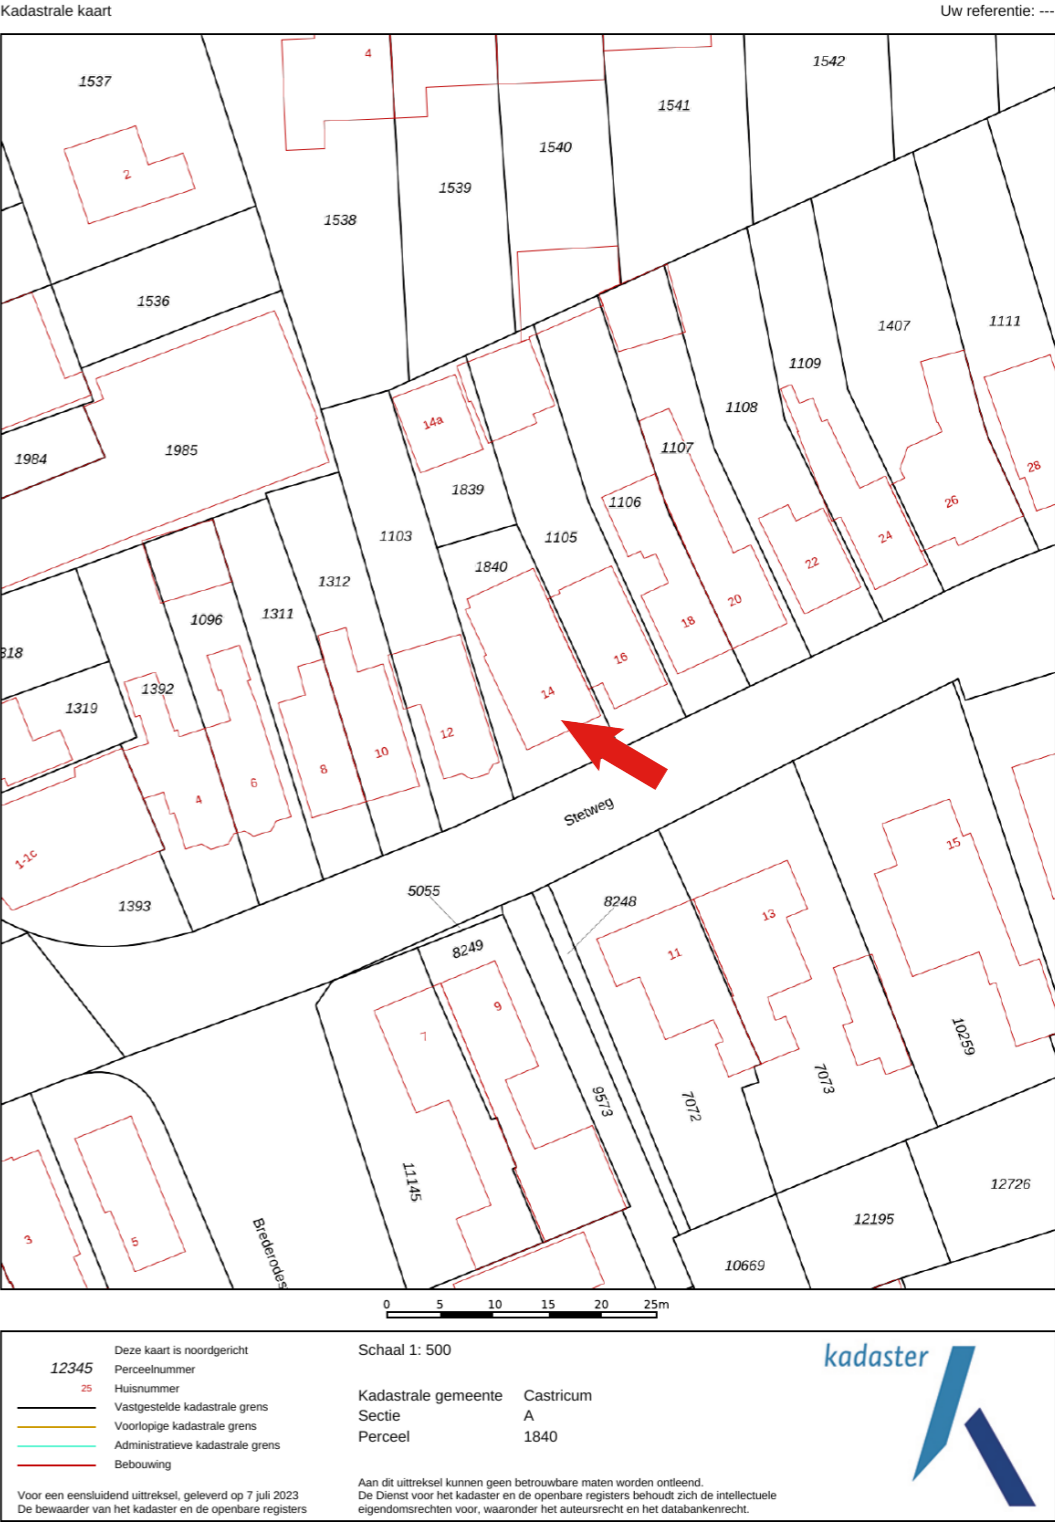 Kadastrale kaart
Uw referentie: ---
1537
4
1542
1541
2
1540
1539
1538
1536
1407
1111
1109
1108
14a
1107
1985
1984
28
1839
26
1106
1103
1105
24
1840
22
1312
20
1311
1096
18
318
16
1392
14
1319
12
10
8
6
4
Stetweg
15
1-1c
5055
8248
1393
13
8249
11
9
7
10259
7073
9573
7072
11145
12726
12195
3
5
Brederodes
10669
0 5 10 15 20 25m
Deze kaart is noordgericht
12345 Perceelnummer
25 Huisnummer
Vastgestelde kadastrale grens
Voorlopige kadastrale grens
Administratieve kadastrale grens
Bebouwing
Voor een eensluidend uittreksel, geleverd op 7 juli 2023
De bewaarder van het kadaster en de openbare registers
Schaal 1: 500
Kadastrale gemeente Castricum
Sectie A
Perceel 1840
Aan dit uittreksel kunnen geen betrouwbare maten worden ontleend.
De Dienst voor het kadaster en de openbare registers behoudt zich de intellectuele
eigendomsrechten voor, waaronder het auteursrecht en het databankenrecht.
kadaster